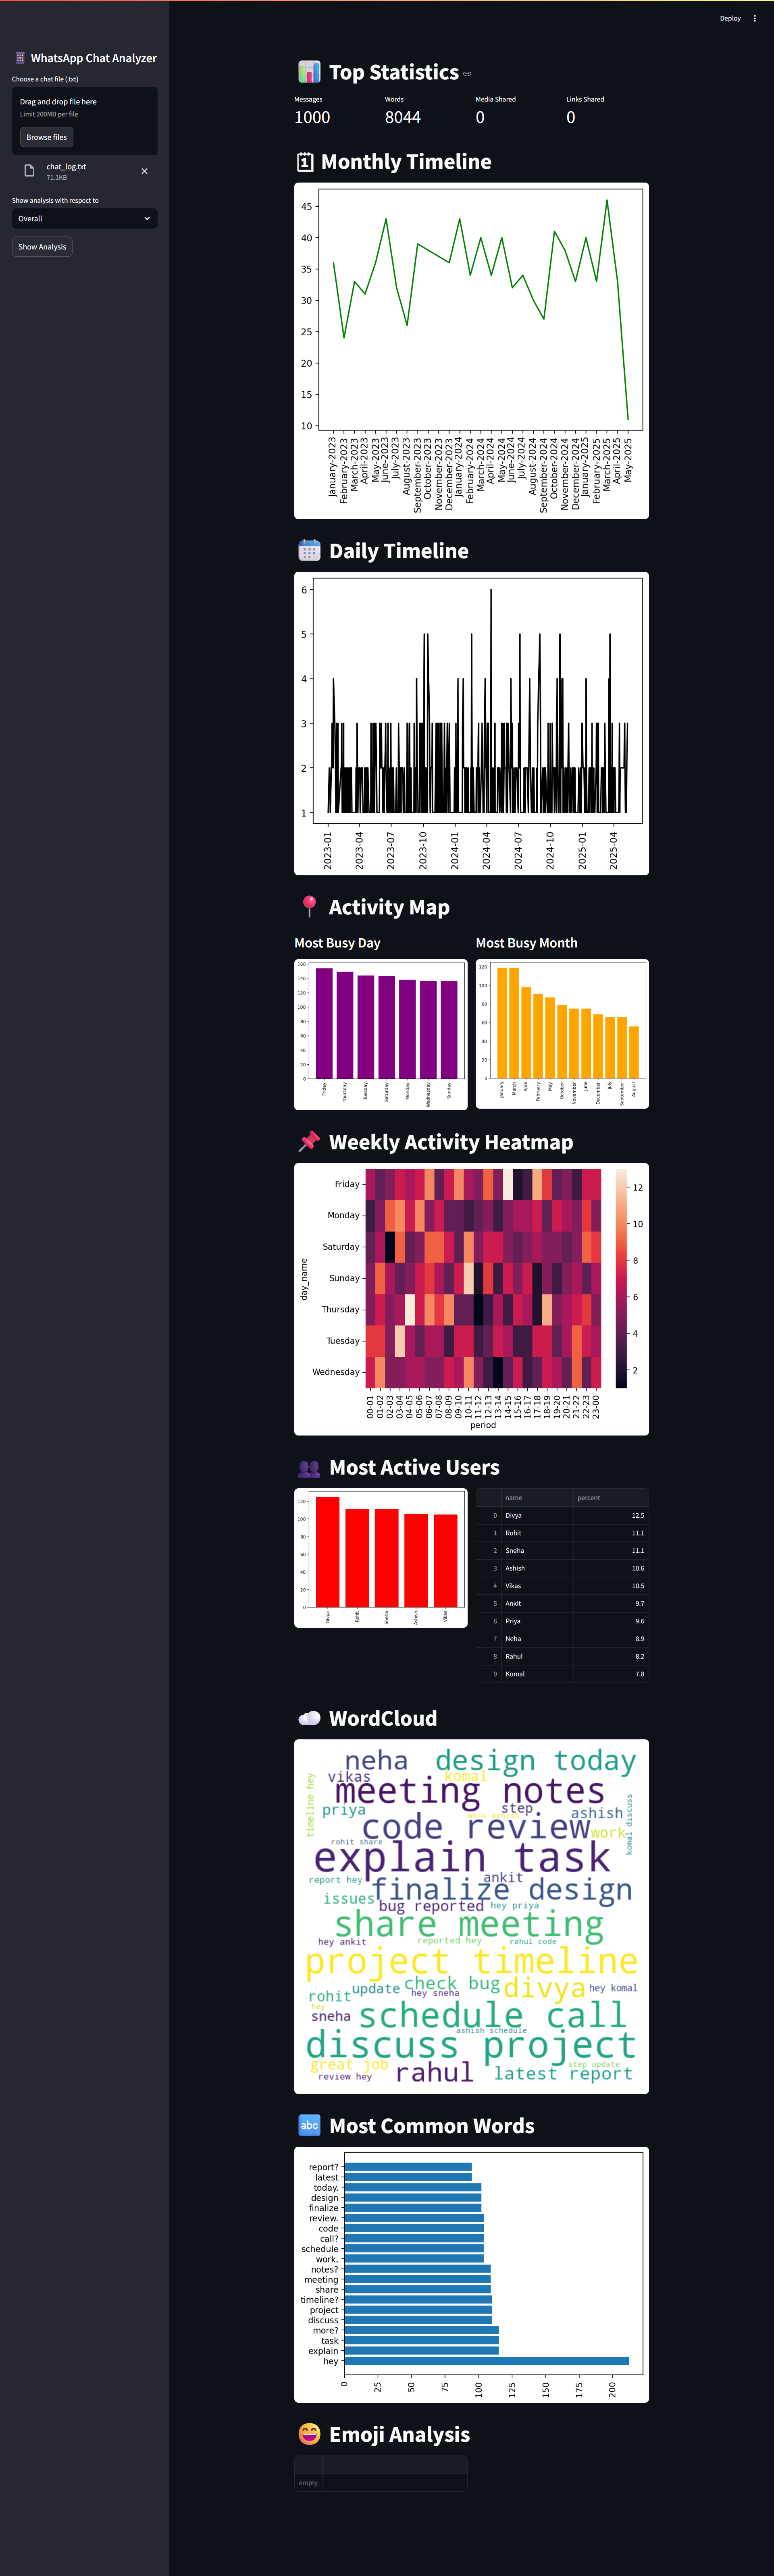 Deploy
WhatsApp Chat Analyzer
Choose a chat file (.txt)
Drag and drop file here
Limit 200MB per file
Browse files
chat_log.txt
71.1KB
Show analysis with respect to
Overall
Show Analysis
Top Statistics
Messages Words Media Shared Links Shared
1000 8044 0 0
Monthly Timeline
45
40
35
30
25
20
15
10
January-2023
February-2023
March-2023
April-2023
May-2023
June-2023
July-2023
August-2023
September-2023
October-2023
November-2023
December-2023
January-2024
February-2024
March-2024
April-2024
May-2024
June-2024
July-2024
August-2024
September-2024
October-2024
November-2024
December-2024
January-2025
February-2025
March-2025
April-2025
May-2025
Daily Timeline
6
5
4
3
2
1
2023-01
2023-04
2023-07
2023-10
2024-01
2024-04
2024-07
2024-10
2025-01
2025-04
Activity Map
Most Busy Day
160
140
120
100
80
60
40
20
0
Friday
Thursday
Tuesday
Saturday
Monday
Wednesday
Sunday
Most Busy Month
120
100
80
60
40
20
0
January
March
April
February
May
October
November
June
December
July
September
August
Weekly Activity Heatmap
day_name
Friday
Monday
Saturday
Sunday
Thursday
Tuesday
Wednesday
00-01
01-02
02-03
03-04
04-05
05-06
06-07
07-08
08-09
09-10
10-11
11-12
12-13
13-14
14-15
15-16
16-17
17-18
18-19
19-20
20-21
21-22
22-23
23-00
period
12
10
8
6
4
2
Most Active Users
120
100
80
60
40
20
0
Divya
Rohit
Sneha
Ashish
Vikas
name percent
0 Divya 12.5
1 Rohit 11.1
2 Sneha 11.1
3 Ashish 10.6
4 Vikas 10.5
5 Ankit 9.7
6 Priya 9.6
7 Neha 8.9
8 Rahul 8.2
9 Komal 7.8
WordCloud
neha design today
vikas komal
timeline hey
meeting notes
priya step ashish
work ashish
komal discuss
code review work
rohit share
explain task
report hey ankit
finalize design
issues bug reported hey priya
share meeting
hey ankit reported hey rahul code
project timeline
check bug divya hey komal
rohit update hey sneha
hey
sneha schedule call
ashish schedule
discuss project
great job rahul step update
review hey latest report
abc
Most Common Words
report?
latest
today.
design
finalize
review.
code
call?
schedule
work,
notes?
meeting
share
timeline?
project
discuss
more?
task
explain
hey
0
25
50
75
100
125
150
175
200
Emoji Analysis
empty